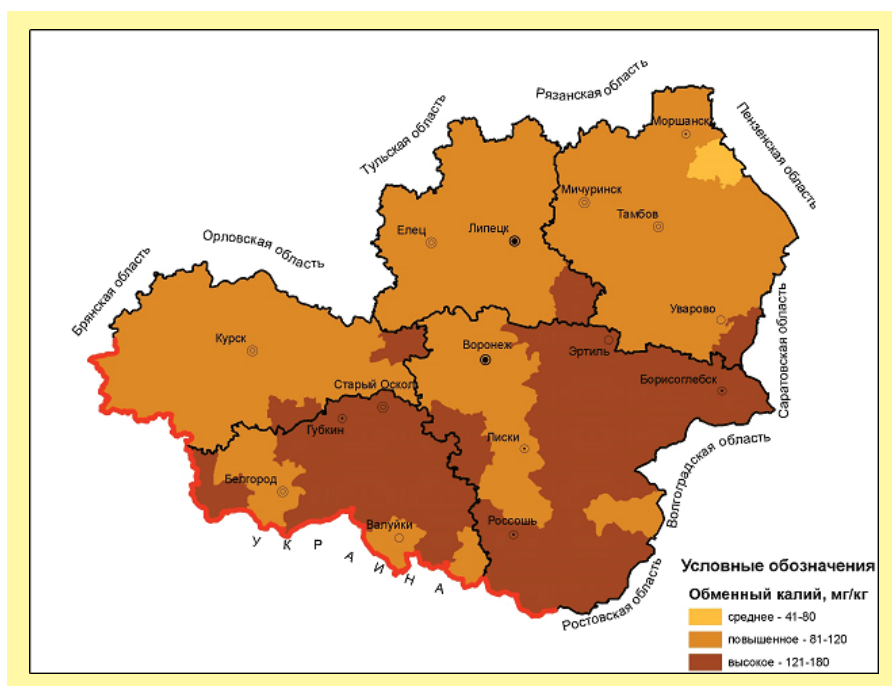 Рязанская область
Тульская область
Пензенская область
Моршанск
Мичуринск
Тамбов
Елец
Липецк
Орловская область
Брянская область
Саратовская область
Уварово
Курск
Воронеж
Эртиль
Старый Оскол
Борисоглебск
Губкин
Лиски
Волгоградская область
Белгород
Валуйки
Россошь
УКРАИНА
Ростовская область
Условные обозначения
Обменный калий, мг/кг
среднее - 41-80
повышенное - 81-120
высокое - 121-180